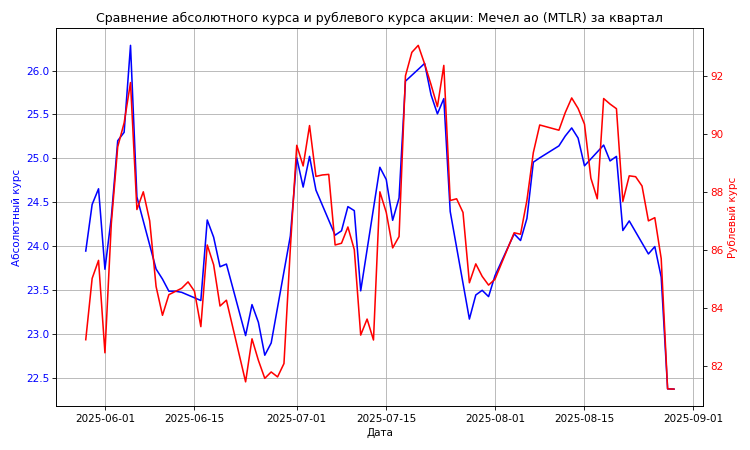 Сравнение абсолютного курса и рублевого курса акции: Мечел ао (MTLR) за квартал
Абсолютный курс
26.0
25.5
25.0
24.5
24.0
23.5
23.0
22.5
92
90
88
86
84
82
Рублевый курс
2025-06-01 2025-06-15 2025-07-01 2025-07-15 2025-08-01 2025-08-15 2025-09-01
Дата